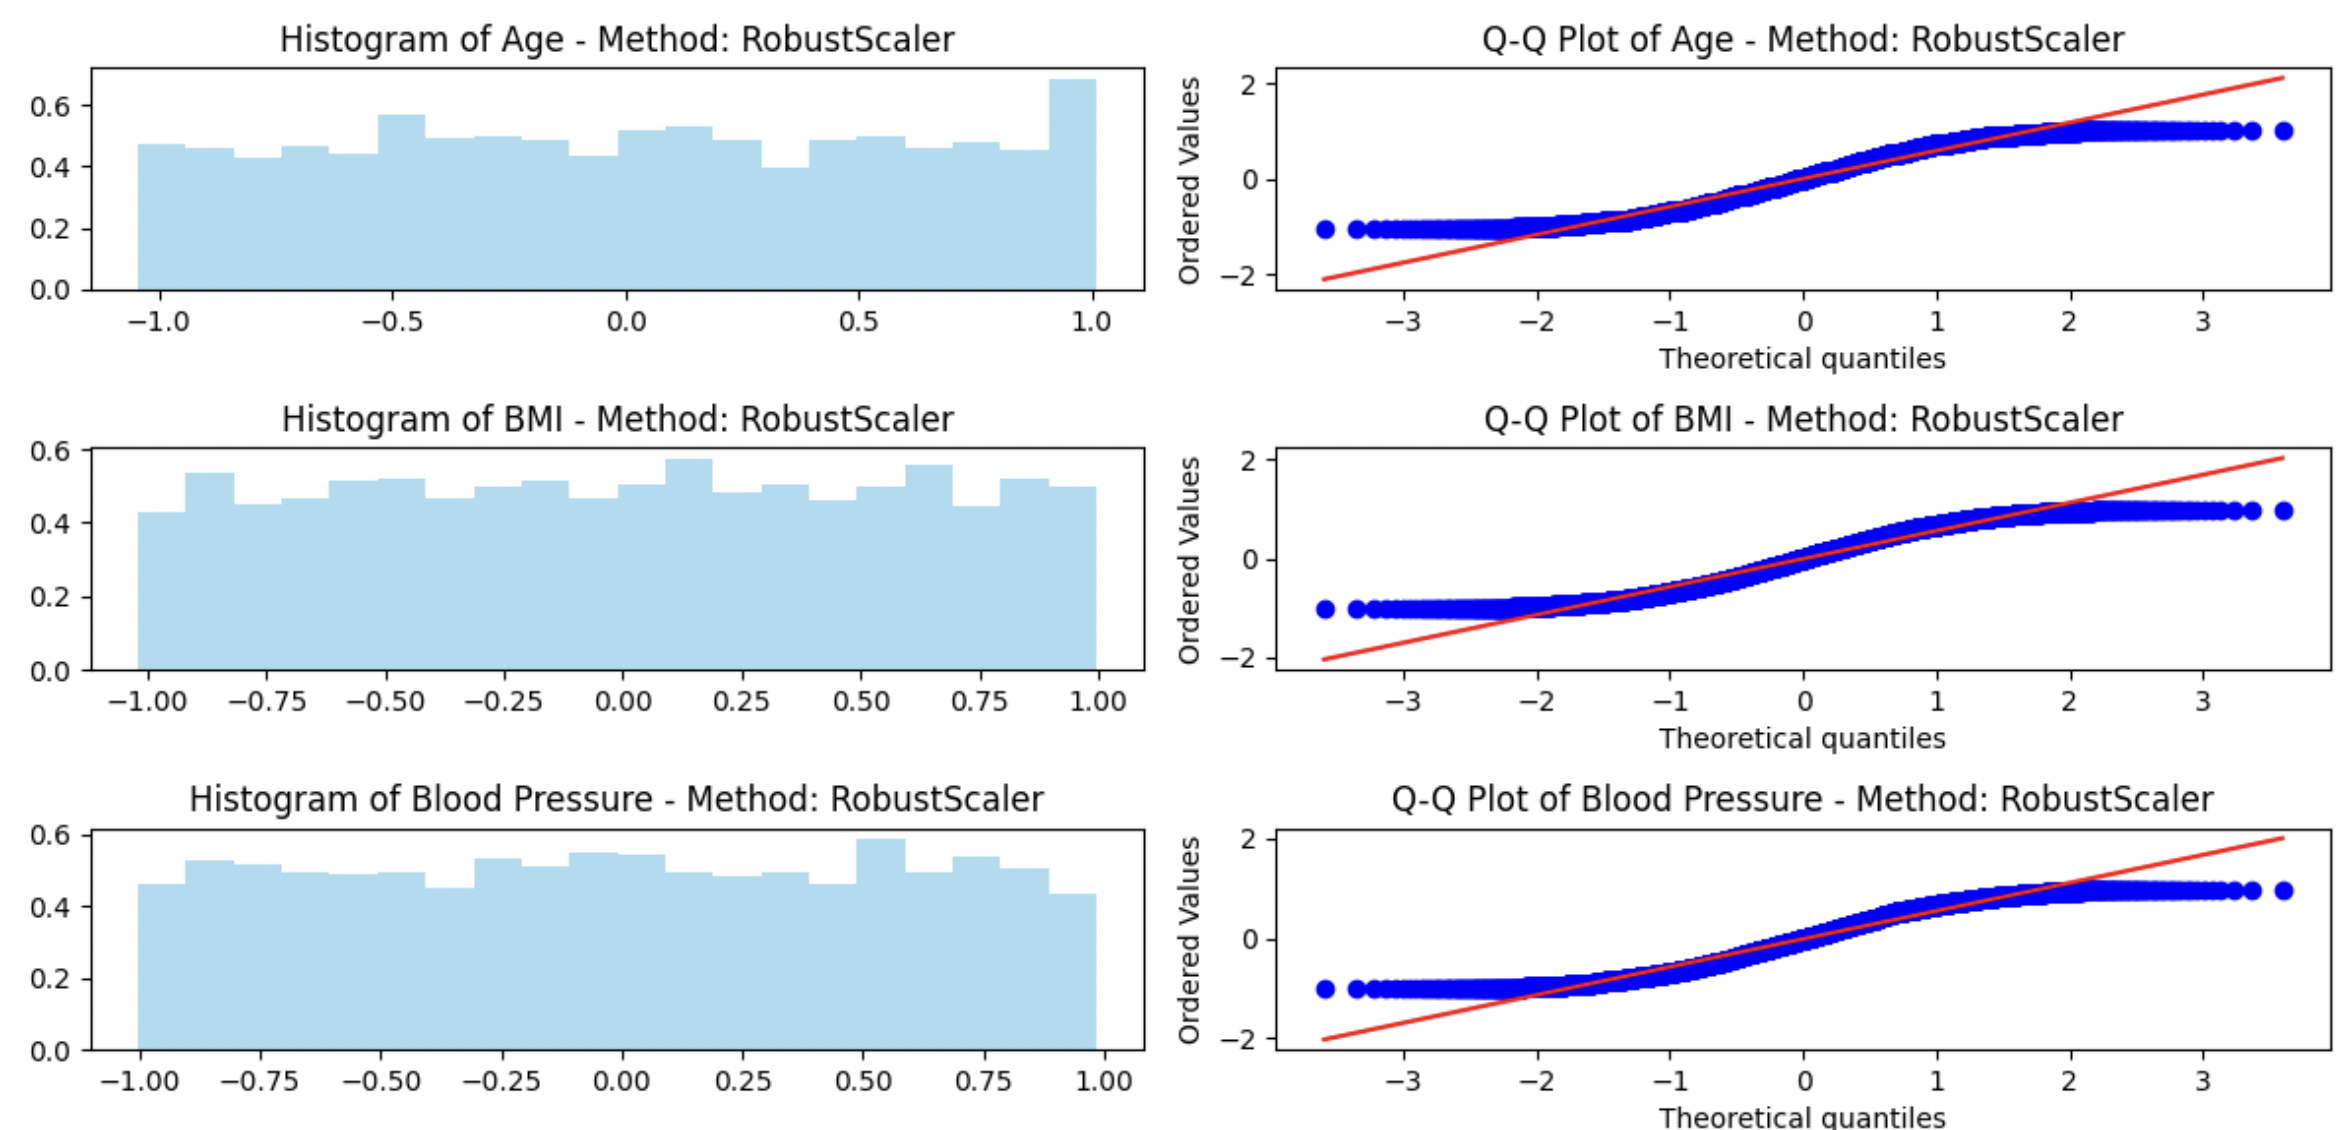 Histogram of Age - Method: RobustScaler
0.6
0.4
0.2
0.0
−1.0 −0.5 0.0 0.5 1.0
Q-Q Plot of Age - Method: RobustScaler
Ordered Values
2
0
−2
−3 −2 −1 0 1 2 3
Theoretical quantiles
Histogram of BMI - Method: RobustScaler
0.6
0.4
0.2
0.0
−1.00 −0.75 −0.50 −0.25 0.00 0.25 0.50 0.75 1.00
Q-Q Plot of BMI - Method: RobustScaler
Ordered Values
2
0
−2
−3 −2 −1 0 1 2 3
Theoretical quantiles
Histogram of Blood Pressure - Method: RobustScaler
0.6
0.4
0.2
0.0
−1.00 −0.75 −0.50 −0.25 0.00 0.25 0.50 0.75 1.00
Q-Q Plot of Blood Pressure - Method: RobustScaler
Ordered Values
2
0
−2
−3 −2 −1 0 1 2 3
Theoretical quantiles